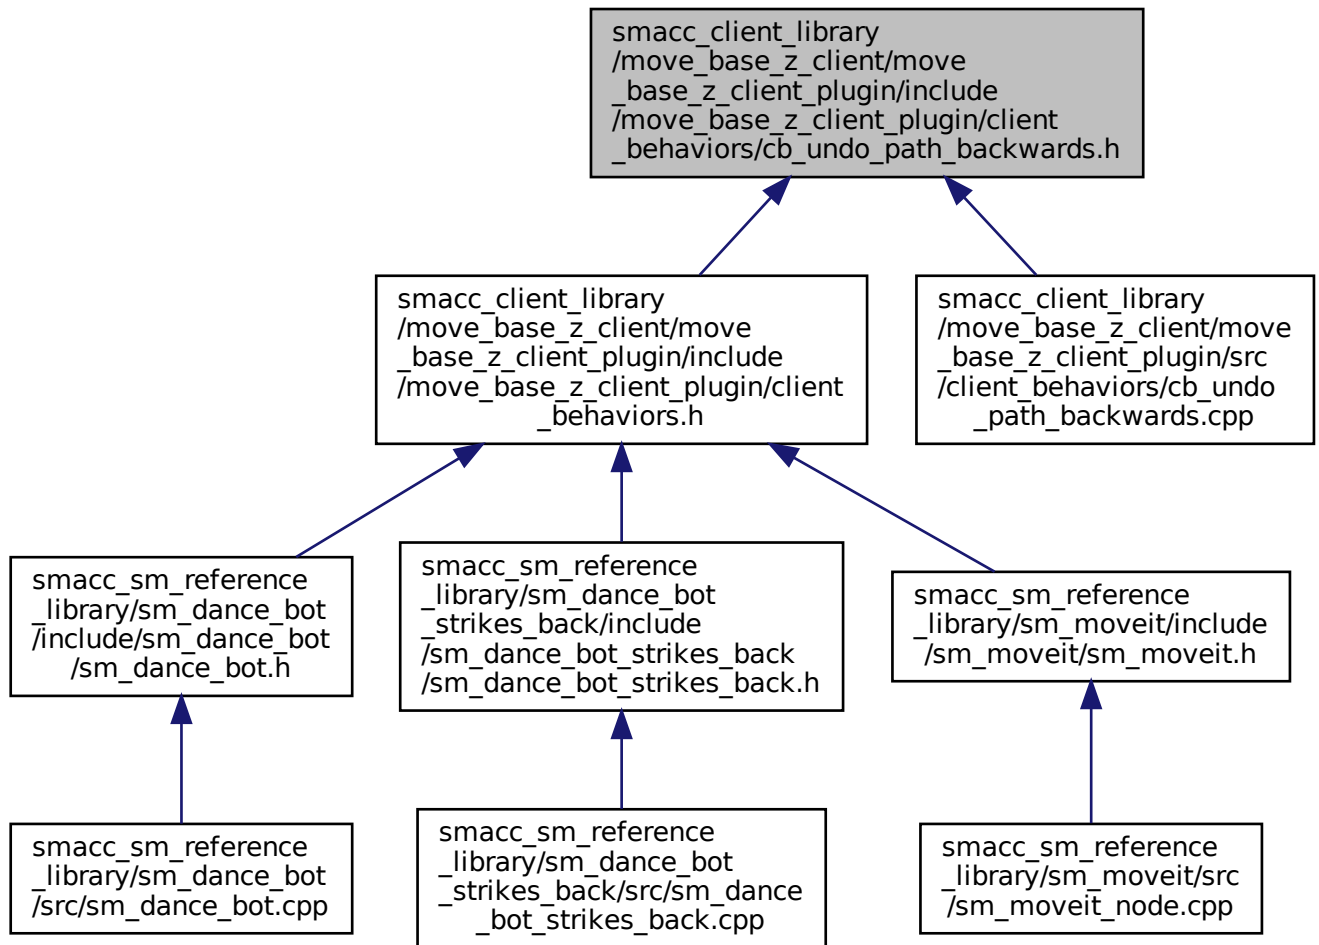 smacc_client_library
/move_base_z_client/move
_base_z_client_plugin/include
/move_base_z_client_plugin/client
_behaviors/cb_undo_path_backwards.h
smacc_client_library
/move_base_z_client/move
_base_z_client_plugin/include
/move_base_z_client_plugin/client
_behaviors.h
smacc_client_library
/move_base_z_client/move
_base_z_client_plugin/src
/client_behaviors/cb_undo
_path_backwards.cpp
smacc_sm_reference
_library/sm_dance_bot
/include/sm_dance_bot
/sm_dance_bot.h
smacc_sm_reference
_library/sm_dance_bot
_strikes_back/include
/sm_dance_bot_strikes_back
/sm_dance_bot_strikes_back.h
smacc_sm_reference
_library/sm_moveit/include
/sm_moveit/sm_moveit.h
smacc_sm_reference
_library/sm_dance_bot
/src/sm_dance_bot.cpp
smacc_sm_reference
_library/sm_dance_bot
_strikes_back/src/sm_dance
_bot_strikes_back.cpp
smacc_sm_reference
_library/sm_moveit/src
/sm_moveit_node.cpp